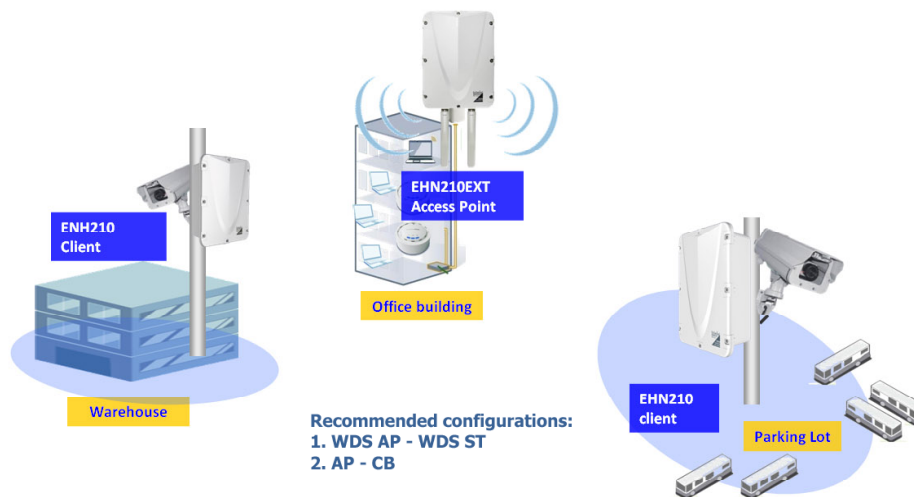 EHN210EXT
Access Point
ENH210
Client
Office building
EHN210
client
Warehouse
Parking Lot
Recommended configurations:
1. WDS AP - WDS ST
2. AP - CB